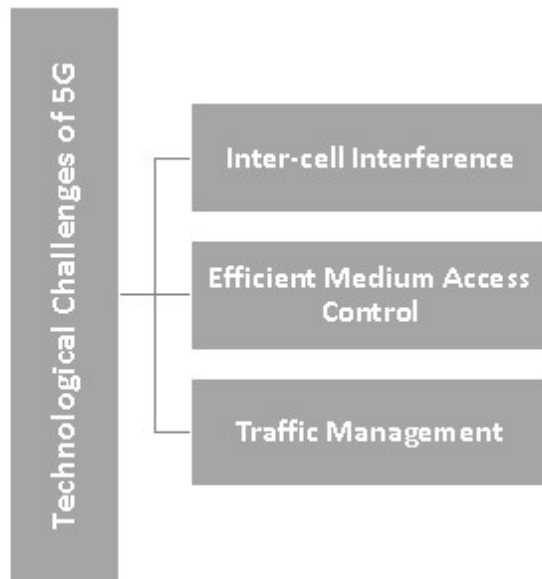 Technological Challenges of 5G
Inter-cell Interference
Efficient Medium Access
Control
Traffic Management